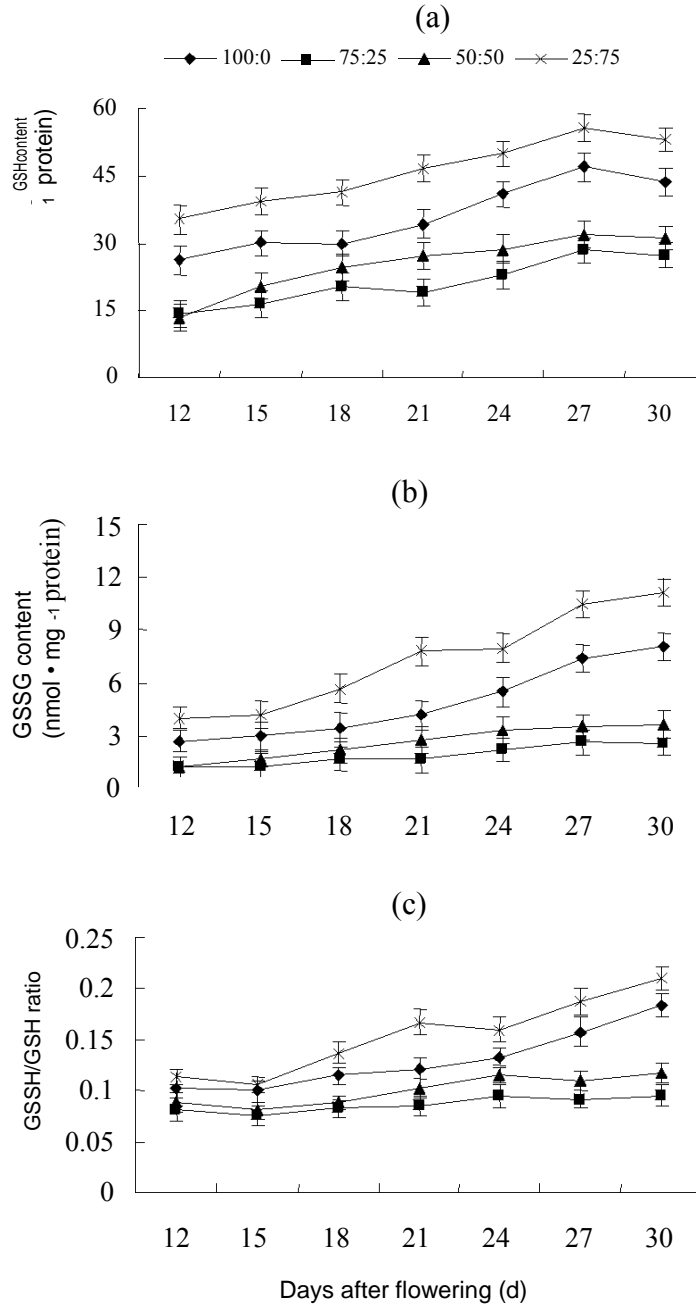 (a)
100:0 75:25 50:50 25:75
GSHcontent
1 protein)
60
45
30
15
0
12 15 18 21 24 27 30
(b)
GSSG content
(nmol • mg -1 protein)
15
12
9
6
3
0
12 15 18 21 24 27 30
(c)
GSSH/GSH ratio
0.25
0.2
0.15
0.1
0.05
0
12 15 18 21 24 27 30
Days after flowering (d)